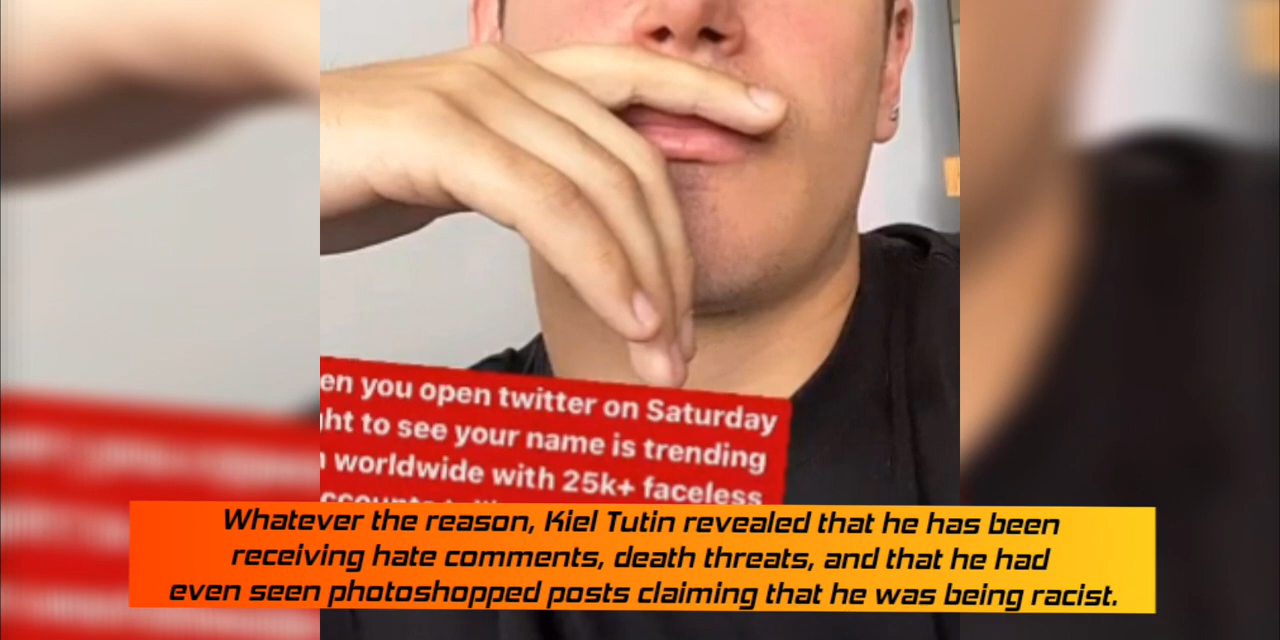 en you open twitter on Saturday
ht to see your name is trending
worldwide with 25k+ faceless
Whatever the reason, Kiel Tutin revealed that he has been
receiving hate comments, death threats, and that he had
even seen photoshopped posts claiming that he was being racist.